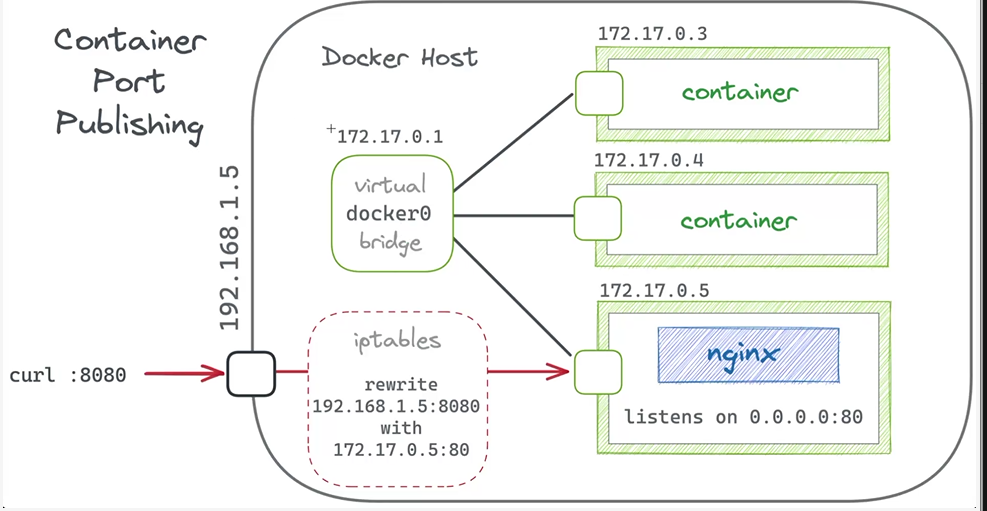 Container
Port
Publishing
Docker Host
192.168.1.5
+172.17.0.1
virtual
docker0
bridge
172.17.0.3
container
172.17.0.4
container
172.17.0.5
nginx
listens on 0.0.0.0:80
curl :8080
iptables
rewrite
192.168.1.5:8080
with
172.17.0.5:80